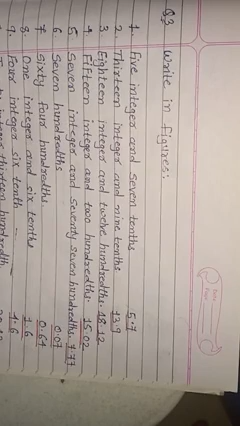 Q3 Write in figures:
1. Five integer and seven tenths 5.7
2. Thirteen integer and nine tenths 13.9
3 Eighteen integer and twelve hundredths. 18.12
4 Fifteen integer and two hundredths. 15.02
5. Seven integer and seventy seven hundredths. 7.77
6 Seven hundredths 0.07
7. Sixty four hundredths. 0.64
8. One integer and six tenths 1.6
9. Four integer six tenth 4.6
integer thirteen hundredth